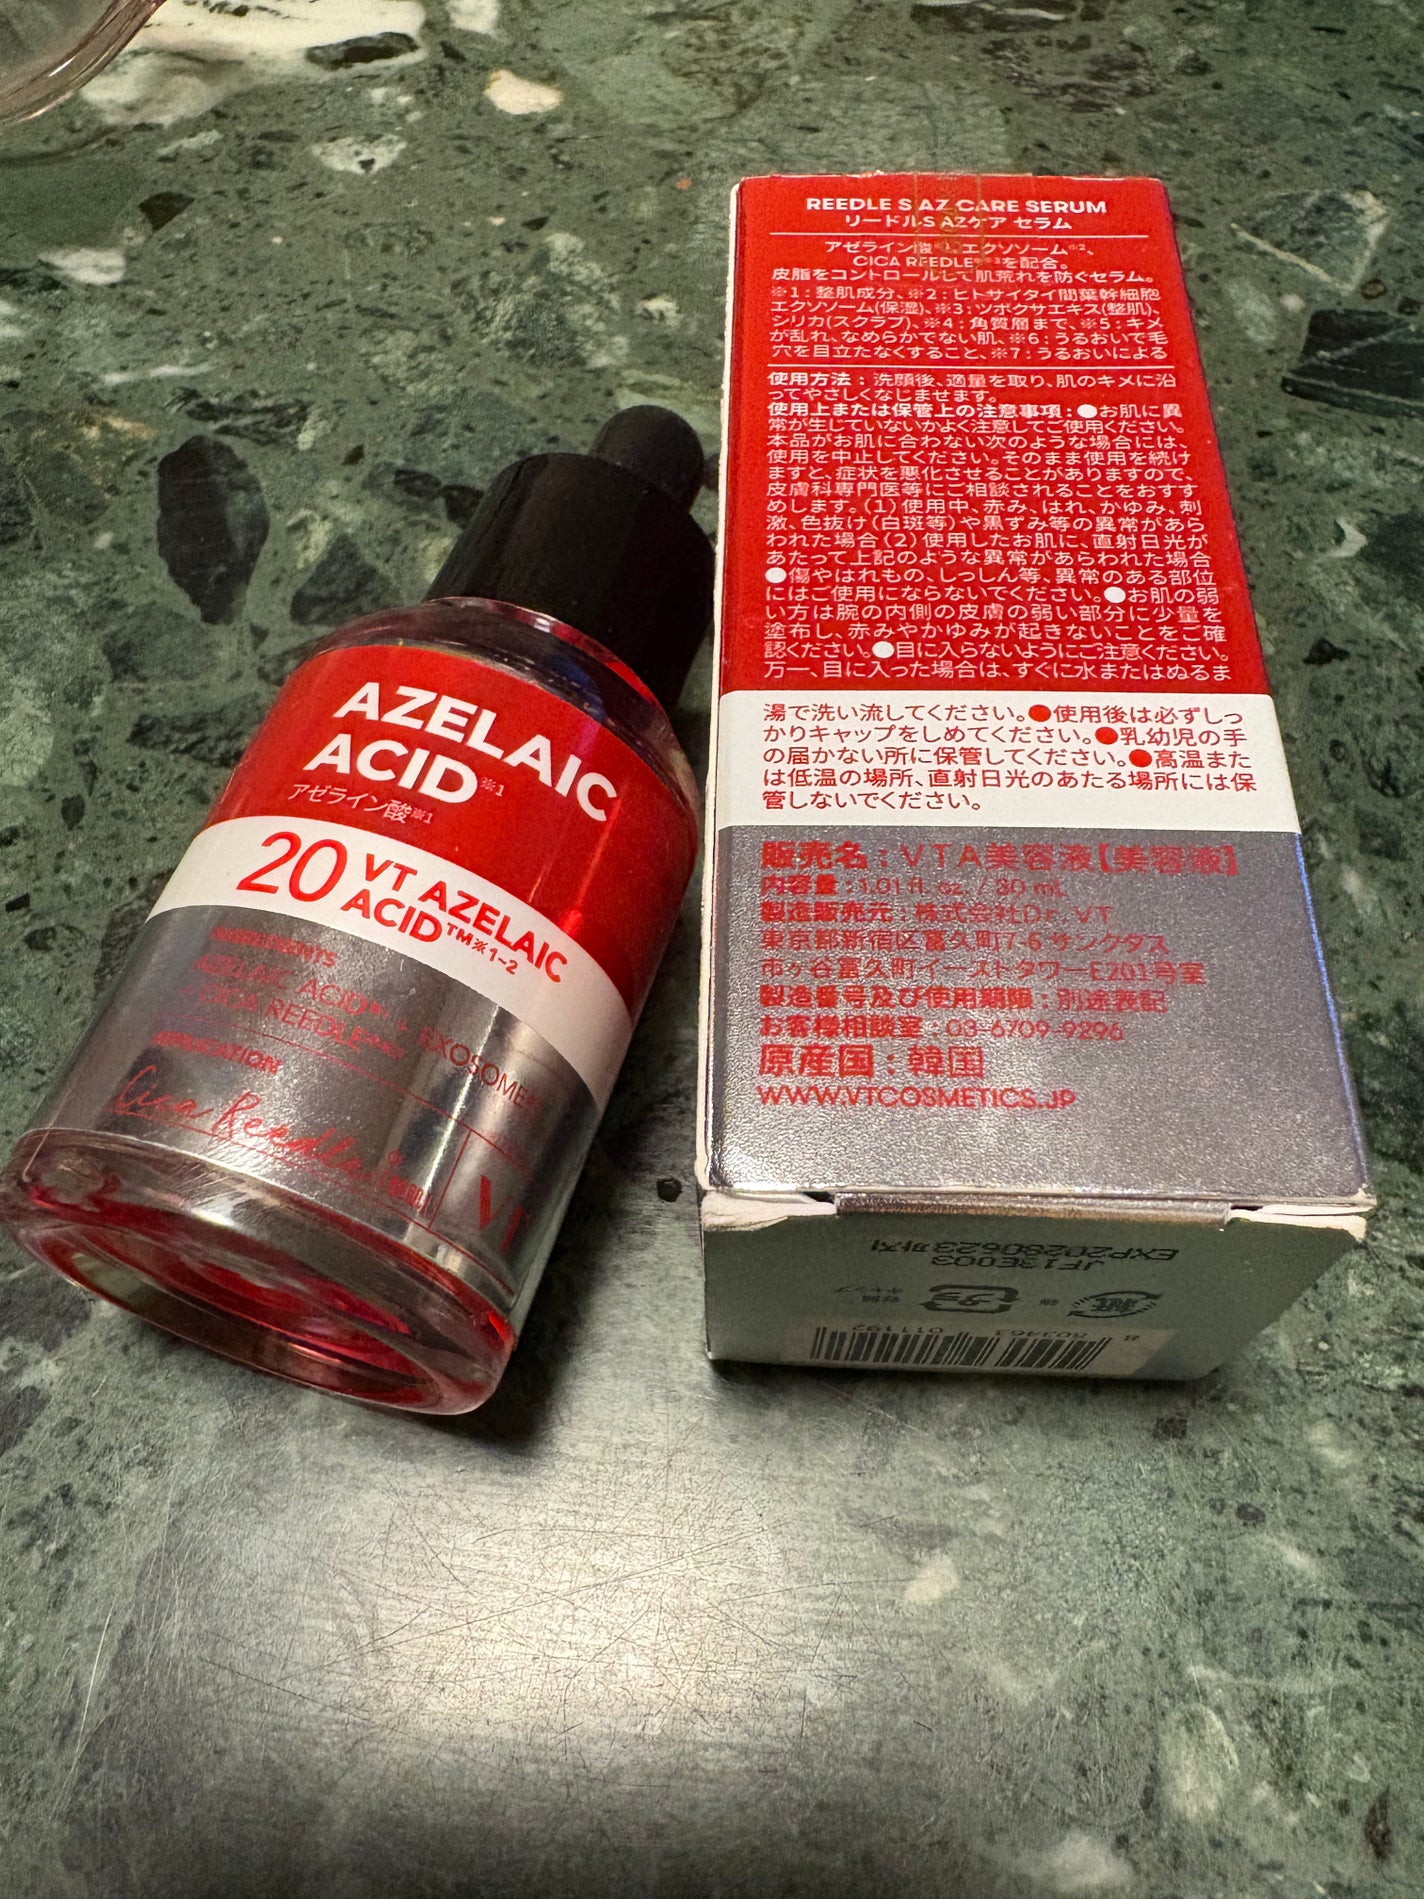 AZELAIC
ACID※1
アゼライン酸※1
20 VT AZELAIC
ACID™※1~2
INGREDIENTS
AZELAIC ACID
EXOSOME
CICA REEDLE
APPLICATION
Cica Reedle
VT
REEDLE S AZ CARE SERUM
リードルS AZケア セラム
アゼライン酸※1、エクソソーム※2、
CICA REEDLE※3を配合。
皮脂をコントロールして肌荒れを防ぐセラム。
※1：整肌成分、※2：ヒトサイタイ間葉幹細胞
エクソソーム(保湿)、※3：ツボクサエキス(整肌)、
シリカ(スクラブ)、※4：角質層まで、※5：キメ
が乱れ、なめらかでない肌、※6：うるおいで毛
穴を目立たなくすること、※7：うるおいによる
使用方法：洗顔後、適量を取り、肌のキメに沿
ってやさしくなじませます。
使用上または保管上の注意事項：●お肌に異
常が生じていないかよく注意してご使用ください。
本品がお肌に合わない次のような場合には、
使用を中止してください。そのまま使用を続け
ますと、症状を悪化させることがありますので、
皮膚科専門医等にご相談されることをおすす
めします。（1）使用中、赤み、はれ、かゆみ、刺
激、色抜け（白斑等）や黒ずみ等の異常があら
われた場合（2）使用したお肌に、直射日光が
あたって上記のような異常があらわれた場合
●傷やはれもの、しっしん等、異常のある部位
にはご使用にならないでください。●お肌の弱
い方は腕の内側の皮膚の弱い部分に少量を
塗布し、赤みやかゆみが起きないことをご確
認ください。●目に入らないようにご注意ください。
万一、目に入った場合は、すぐに水またはぬるま
湯で洗い流してください。●使用後は必ずしっ
かりキャップをしめてください。●乳幼児の手
の届かない所に保管してください。●高温また
は低温の場所、直射日光のあたる場所には保
管しないでください。
販売名：VTA美容液【美容液】
内容量：1.01 fl. oz. / 30 mL
製造販売元：株式会社Dr. VT
東京都新宿区富久町7-6 サンクタス
市ヶ谷富久町イーストタワーE201号室
製造番号及び使用期限：別途表記
お客様相談室：03-6709-9296
原産国：韓国
WWW.VTCOSMETICS.JP
EXP 20280623 까지
JF13E003
キャップ
プラ
紙
8 803463 011192